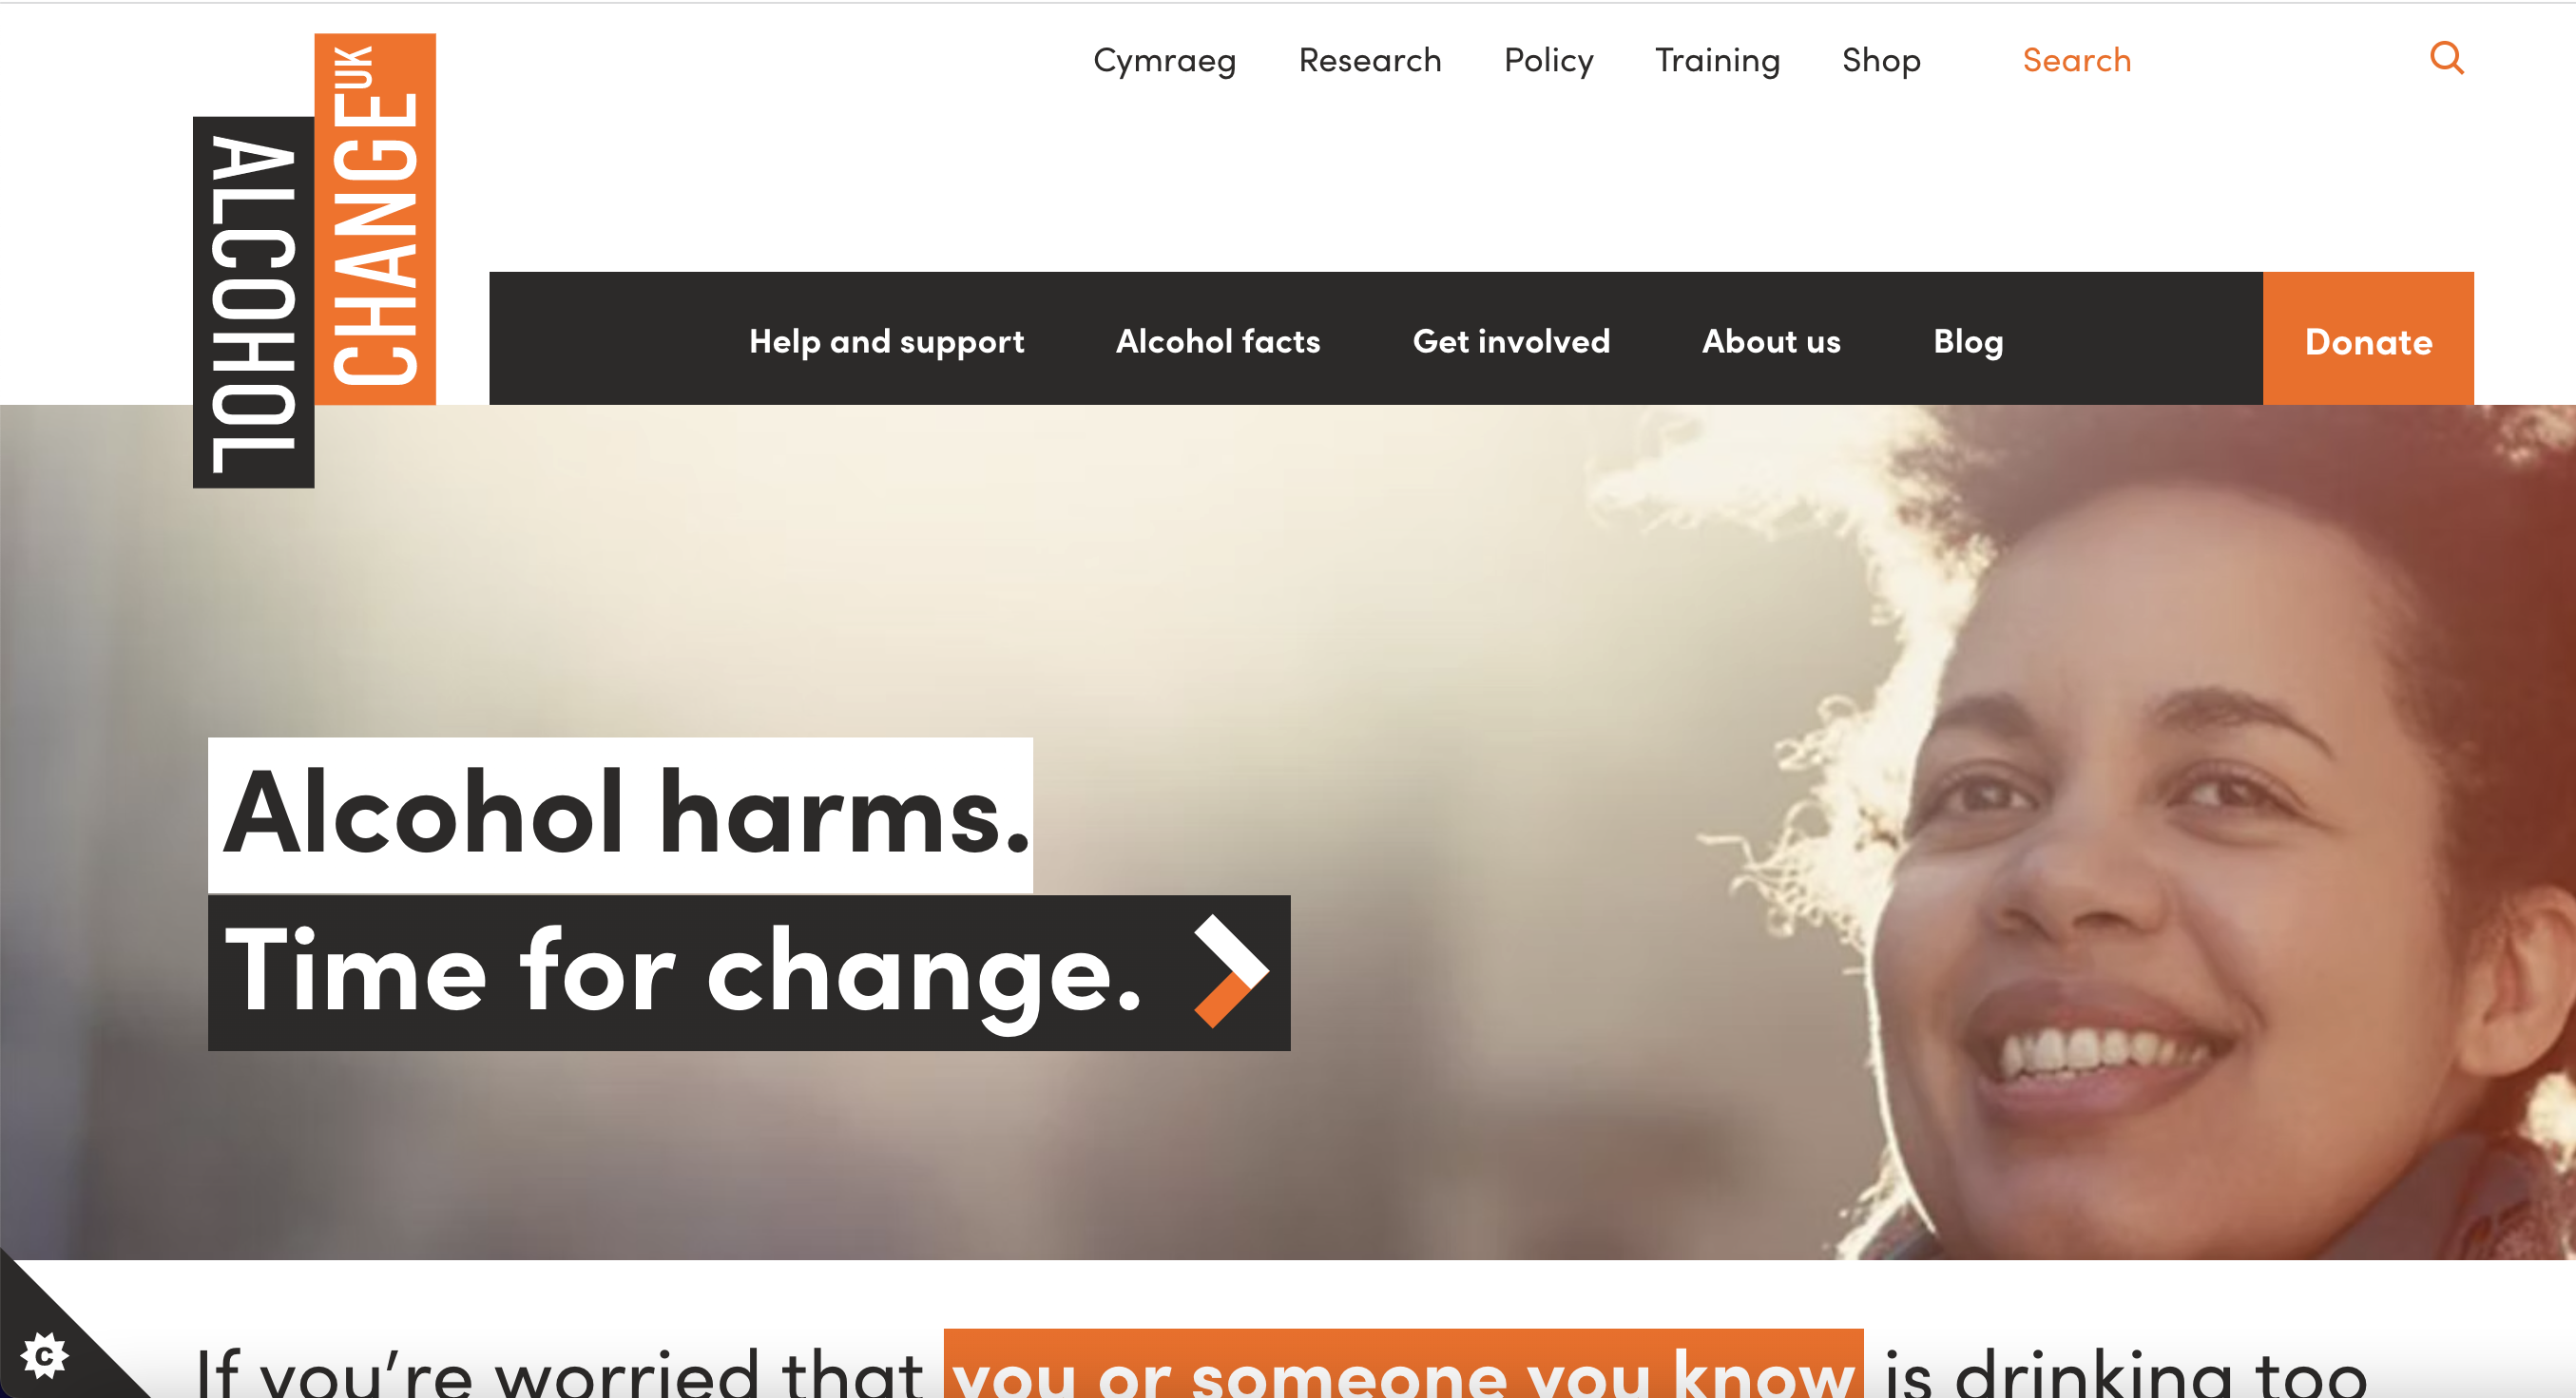 ALCOHOL
CHANGE UK
Cymraeg Research Policy Training Shop Search
Help and support Alcohol facts Get involved About us Blog Donate
Alcohol harms.
Time for change.
C
If you’re worried that you or someone you know is drinking too